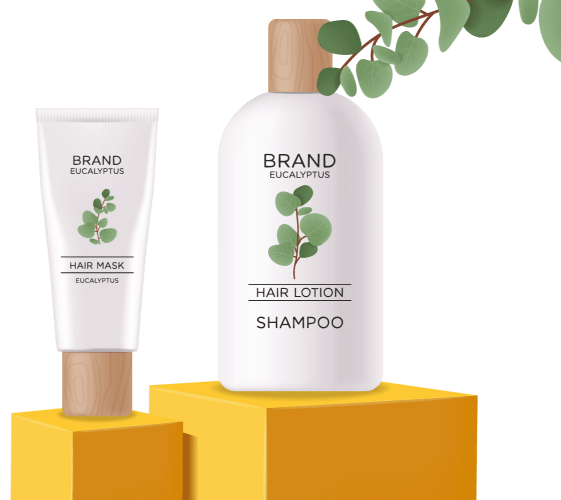 BRAND
EUCALYPTUS
HAIR MASK
EUCALYPTUS
BRAND
EUCALYPTUS
HAIR LOTION
SHAMPOO